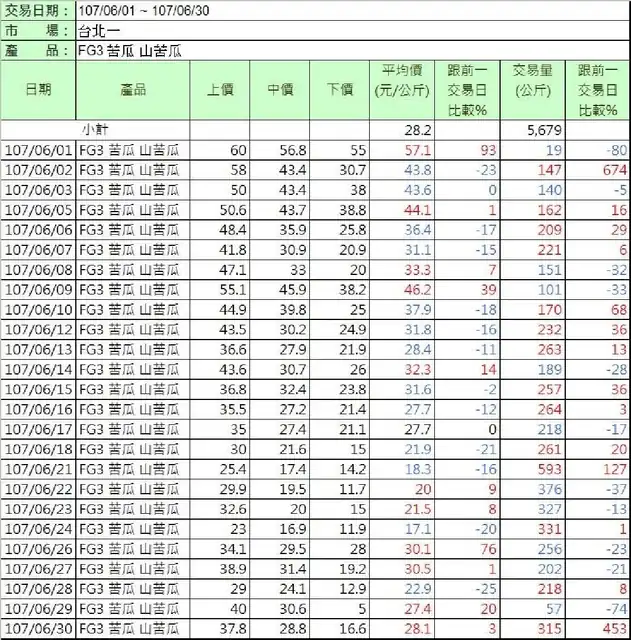 交易日期： 107/06/01 ~ 107/06/30
市 場： 台北一
產 品： FG3 苦瓜 山苦瓜
日期 產品 上價 中價 下價 平均價 (元/公斤) 跟前一 交易日 比較% 交易量 (公斤) 跟前一 交易日 比較%
小計 28.2 5,679
107/06/01 FG3 苦瓜 山苦瓜 60 56.8 55 57.1 93 19 -80
107/06/02 FG3 苦瓜 山苦瓜 58 43.4 30.7 43.8 -23 147 674
107/06/03 FG3 苦瓜 山苦瓜 50 43.4 38 43.6 0 140 -5
107/06/05 FG3 苦瓜 山苦瓜 50.6 43.7 38.8 44.1 1 162 16
107/06/06 FG3 苦瓜 山苦瓜 48.4 35.9 25.8 36.4 -17 209 29
107/06/07 FG3 苦瓜 山苦瓜 41.8 30.9 20.9 31.1 -15 221 6
107/06/08 FG3 苦瓜 山苦瓜 47.1 33 20 33.3 7 151 -32
107/06/09 FG3 苦瓜 山苦瓜 55.1 45.9 38.2 46.2 39 101 -33
107/06/10 FG3 苦瓜 山苦瓜 44.9 39.8 25 37.9 -18 170 68
107/06/12 FG3 苦瓜 山苦瓜 43.5 30.2 24.9 31.8 -16 232 36
107/06/13 FG3 苦瓜 山苦瓜 36.6 27.9 21.9 28.4 -11 263 13
107/06/14 FG3 苦瓜 山苦瓜 43.6 30.7 26 32.3 14 189 -28
107/06/15 FG3 苦瓜 山苦瓜 36.8 32.4 23.8 31.6 -2 257 36
107/06/16 FG3 苦瓜 山苦瓜 35.5 27.2 21.4 27.7 -12 264 3
107/06/17 FG3 苦瓜 山苦瓜 35 27.4 21.1 27.7 0 218 -17
107/06/18 FG3 苦瓜 山苦瓜 30 21.6 15 21.9 -21 261 20
107/06/21 FG3 苦瓜 山苦瓜 25.4 17.4 14.2 18.3 -16 593 127
107/06/22 FG3 苦瓜 山苦瓜 29.9 19.5 11.7 20 9 376 -37
107/06/23 FG3 苦瓜 山苦瓜 32.6 20 15 21.5 8 327 -13
107/06/24 FG3 苦瓜 山苦瓜 23 16.9 11.9 17.1 -20 331 1
107/06/26 FG3 苦瓜 山苦瓜 34.1 29.5 28 30.1 76 256 -23
107/06/27 FG3 苦瓜 山苦瓜 38.9 31.4 19.2 30.5 1 202 -21
107/06/28 FG3 苦瓜 山苦瓜 29 24.1 12.9 22.9 -25 218 8
107/06/29 FG3 苦瓜 山苦瓜 40 30.6 5 27.4 20 57 -74
107/06/30 FG3 苦瓜 山苦瓜 37.8 28.8 16.6 28.1 3 315 453